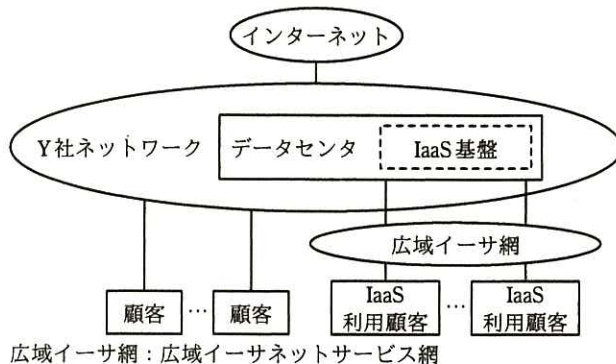 インターネット
Y社ネットワーク
データセンタ
IaaS基盤
広域イーサ網
顧客 … 顧客
IaaS … IaaS
利用顧客 利用顧客
広域イーサ網：広域イーサネットサービス網